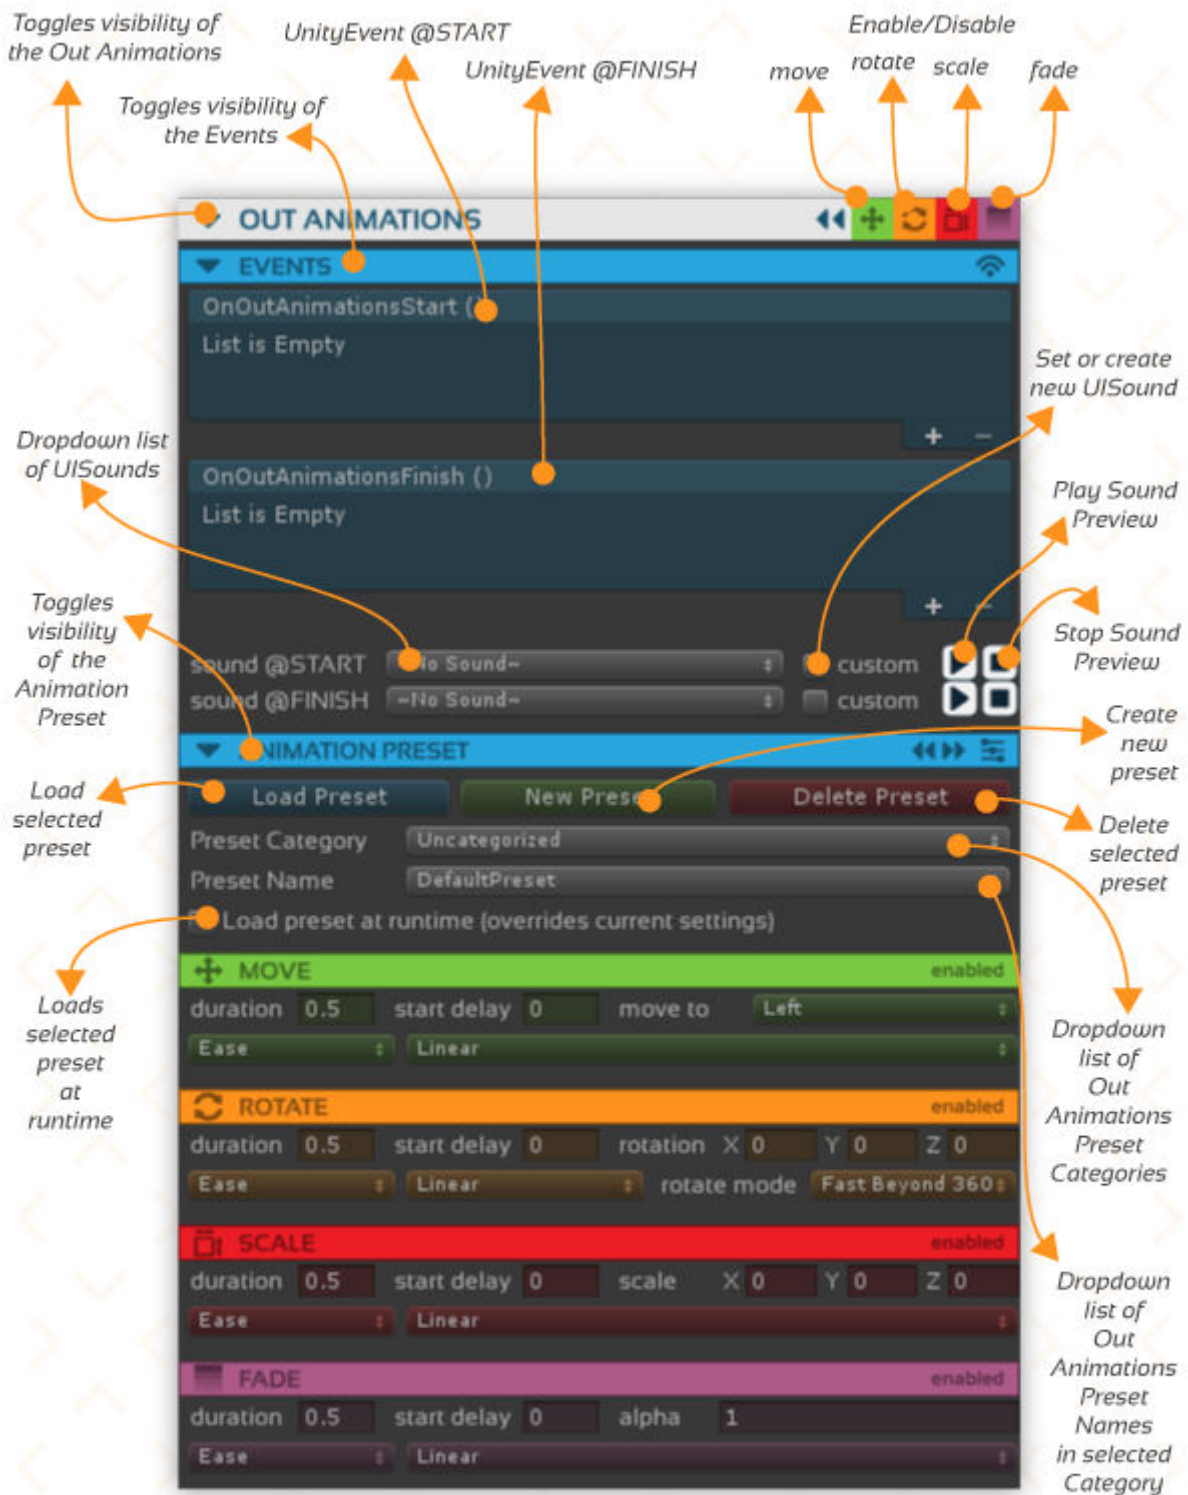 Toggles visibility of
the Out Animations
UnityEvent @START
UnityEvent @FINISH
Toggles visibility of
the Events
Enable/Disable
move
rotate
scale
fade
OUT ANIMATIONS
EVENTS
OnOutAnimationsStart ()
List is Empty
+ −
Set or create
new UISound
Dropdown list
of UISounds
OnOutAnimationsFinish ()
List is Empty
+ −
Play Sound
Preview
Stop Sound
Preview
Toggles
visibility
of the
Animation
Preset
sound @START ~No Sound~ custom
sound @FINISH ~No Sound~ custom
ANIMATION PRESET
Create
new
preset
Load
selected
preset
Load Preset New Preset Delete Preset
Delete
selected
preset
Preset Category Uncategorized
Preset Name DefaultPreset
Load preset at runtime (overrides current settings)
Loads
selected
preset
at
runtime
MOVE enabled
duration 0.5 start delay 0 move to Left
Ease Linear
Dropdown
list of
Out
Animations
Preset
Categories
ROTATE enabled
duration 0.5 start delay 0 rotation X 0 Y 0 Z 0
Ease Linear rotate mode Fast Beyond 360
SCALE enabled
duration 0.5 start delay 0 scale X 0 Y 0 Z 0
Ease Linear
Dropdown
list of
Out
Animations
Preset
Names
in selected
Category
FADE enabled
duration 0.5 start delay 0 alpha 1
Ease Linear